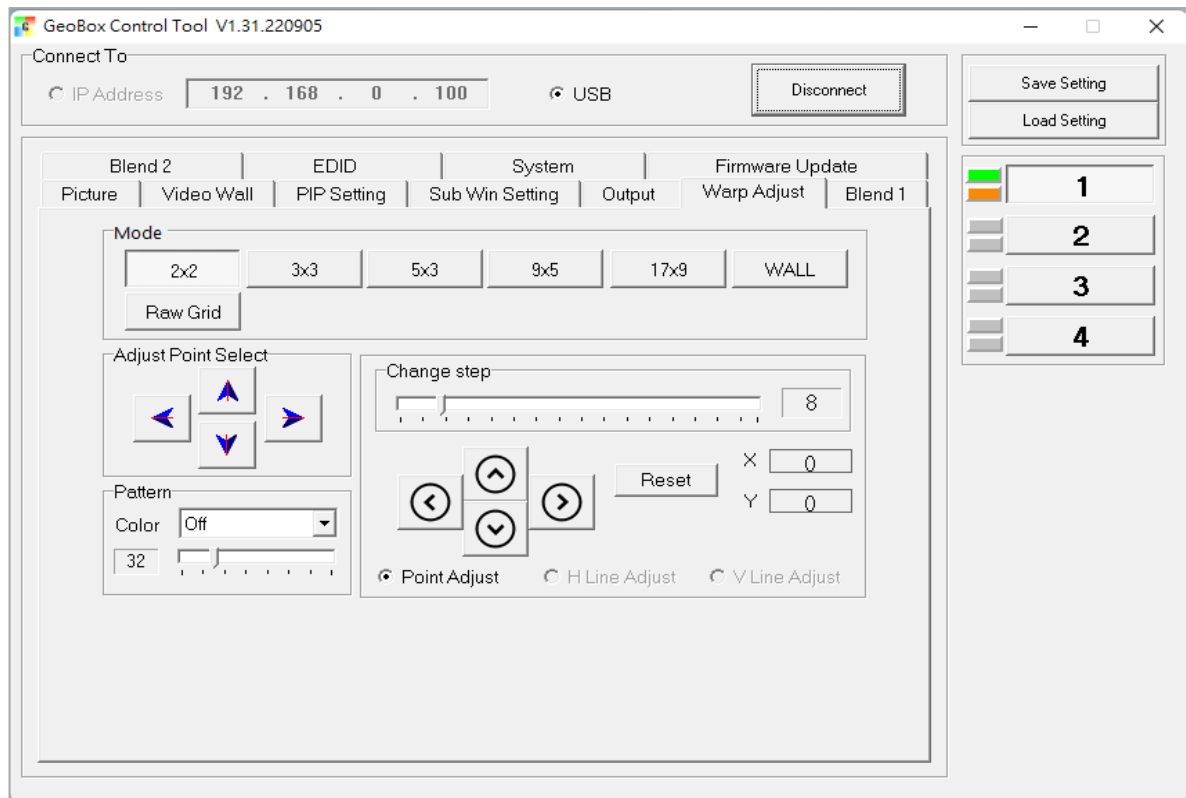 GeoBox Control Tool V1.31.220905
Connect To
IP Address 192 . 168 . 0 . 100 USB Disconnect
Save Setting
Load Setting
Blend 2 EDID System Firmware Update
Picture Video Wall PIP Setting Sub Win Setting Output Warp Adjust Blend 1
1
2
3
4
Mode
2x2 3x3 5x3 9x5 17x9 WALL
Raw Grid
Adjust Point Select
Change step
8
Reset
X 0
Y 0
Pattern
Color Off
32
Point Adjust H Line Adjust V Line Adjust